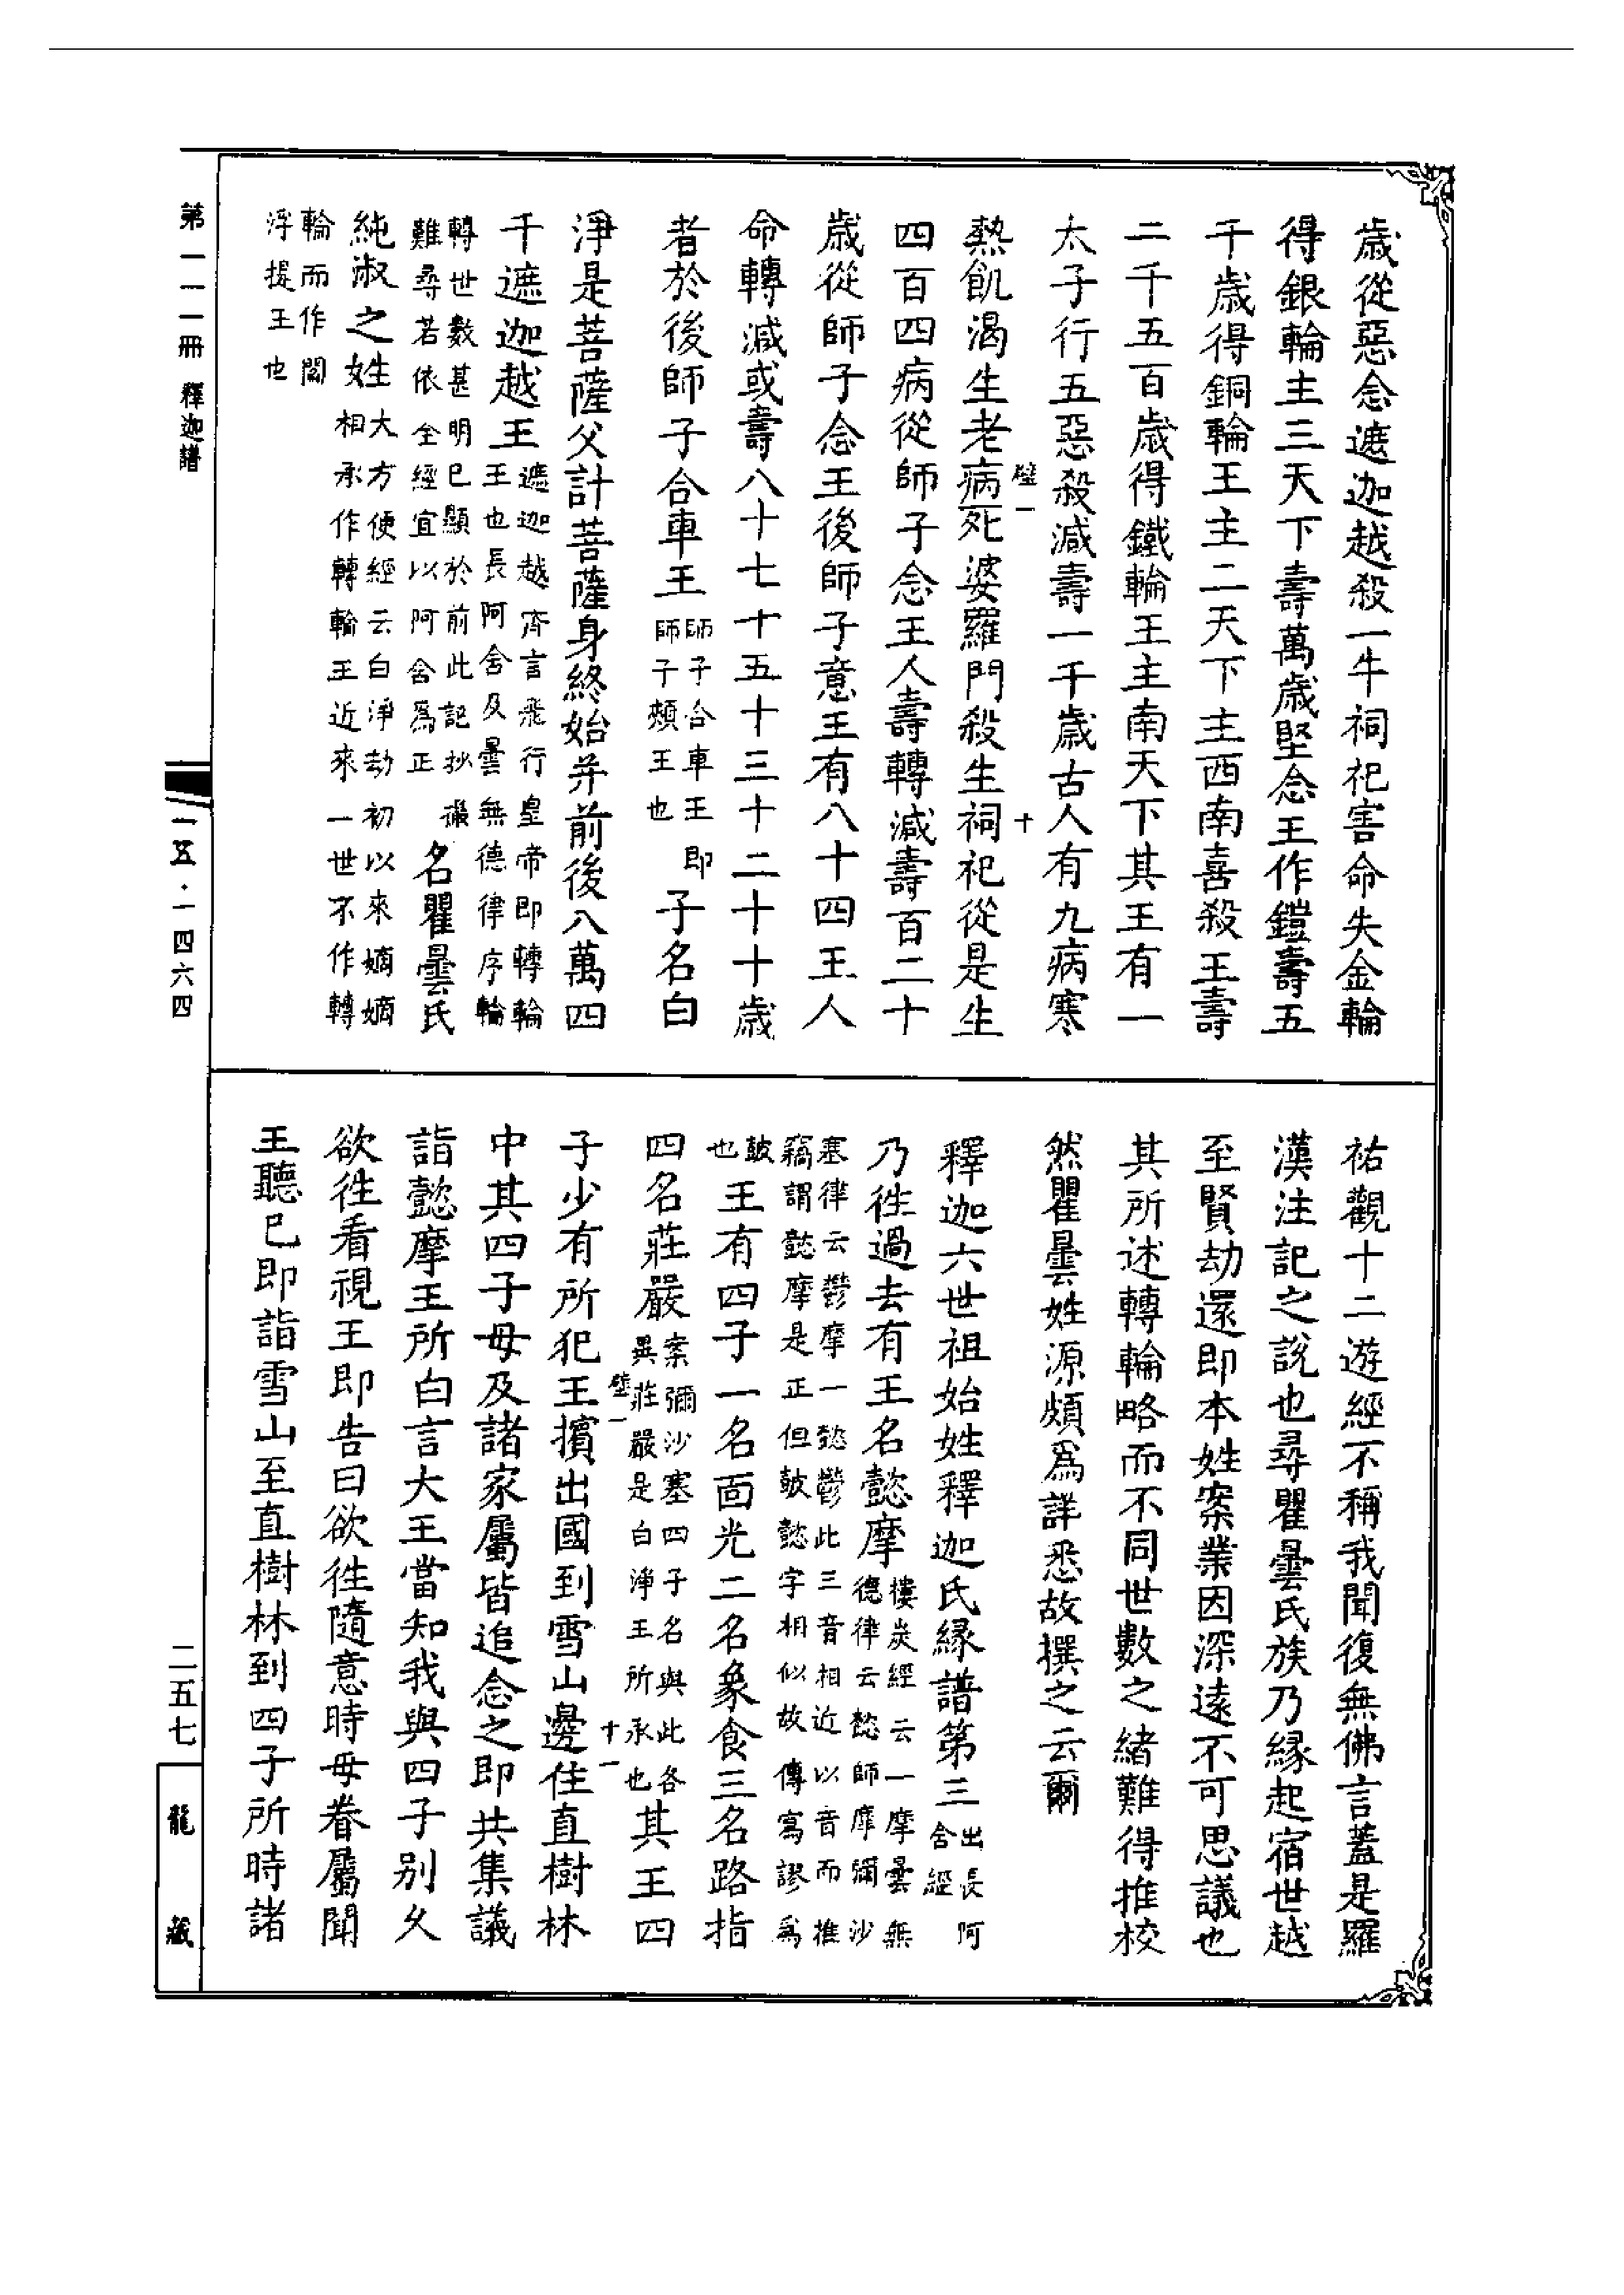 歲從惡念遮迦越殺一牛祠祀害命失金輪
得銀輪主三天下壽萬歲堅念王作鎧壽五
千歲得銅輪王主二天下主西南喜殺王壽
二千五百歲得鐵輪王主南天下其王有一
太子行五惡殺減壽一千歲古人有九病寒
壁一
十
熱飢渴生老病死婆羅門殺生祠祀從是生
四百四病從師子念王人壽轉減壽百二十
歲從師子念王後師子意王有八十四王人
命轉減或壽八十七十五十三十二十十歲
者於後師子合車王師子合車王即師子頰王也子名白
淨是菩薩父計菩薩身終始并前後八萬四
千遮迦越王遮迦越齊言飛行皇帝即轉輪王也長阿含及曇無德律序輪
轉世數甚明已顯於前此記抄撮難尋若依全經宜以阿含爲正名瞿曇氏
純淑之姓大方便經云白淨劫初以來嫡嫡相承作轉輪王近來一世不作轉
輪而作閻浮提王也
祐觀十二遊經不稱我聞復無佛言蓋是羅
漢注記之說也尋瞿曇氏族乃緣起宿世越
至賢劫還即本姓案業因深遠不可思議也
其所述轉輪略而不同世數之緒難得推校
然瞿曇姓源頗爲詳悉故撰之云爾
釋迦六世祖始姓釋迦氏緣譜第三出長阿含經
乃往過去有王名懿摩樓炭經云一摩曇無德律云懿師摩彌沙
塞律云鬱摩一懿鬱此三音相近以音而推竊謂懿摩是正但鼓懿字相似故傳寫謬爲
鼓也王有四子一名面光二名象食三名路指
四名莊嚴案彌沙塞四子名與此各異莊嚴是白淨王所承也其王四
壁一
十一
子少有所犯王擯出國到雪山邊住直樹林
中其四子母及諸家屬皆追念之即共集議
詣懿摩王所白言大王當知我與四子別久
欲往看視王即告曰欲往隨意時母眷屬聞
王聽已即詣雪山至直樹林到四子所時諸
第一一一冊 釋迦譜
一五·一四六四
二五七
龍藏